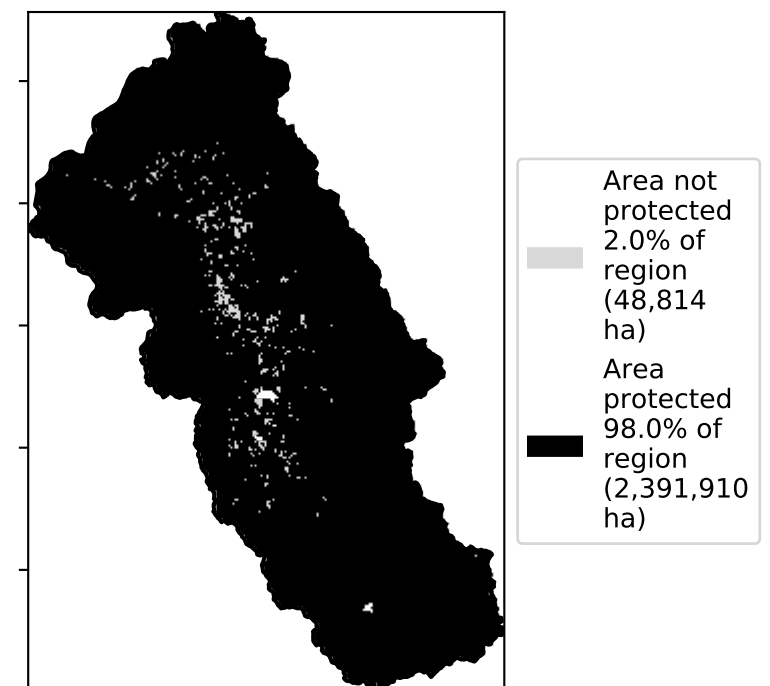 Area not
protected
2.0% of
region
(48,814
ha)
Area
protected
98.0% of
region
(2,391,910
ha)